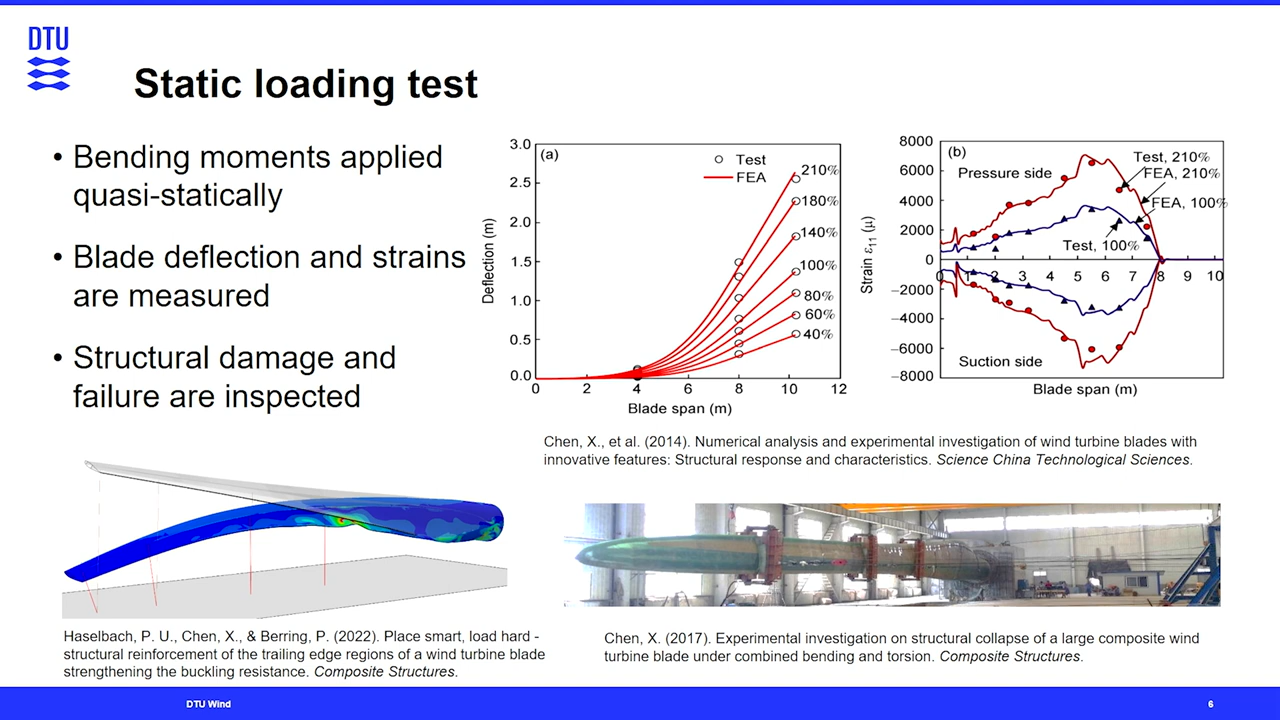 DTU
Static loading test
• Bending moments applied
quasi-statically
• Blade deflection and strains
are measured
• Structural damage and
failure are inspected
(a)
Test
FEA
210%
180%
140%
100%
80%
60%
40%
3.0
2.5
2.0
1.5
1.0
0.5
0.0
0 2 4 6 8 10 12
Deflection (m)
Blade span (m)
(b)
Pressure side
Test, 210%
FEA, 210%
FEA, 100%
Test, 100%
Suction side
8000
6000
4000
2000
0
−2000
−4000
−6000
−8000
0 1 2 3 4 5 6 7 8 9 10
Strain ε11 (μ)
Blade span (m)
Chen, X., et al. (2014). Numerical analysis and experimental investigation of wind turbine blades with
innovative features: Structural response and characteristics. Science China Technological Sciences.
Haselbach, P. U., Chen, X., & Berring, P. (2022). Place smart, load hard -
structural reinforcement of the trailing edge regions of a wind turbine blade
strengthening the buckling resistance. Composite Structures.
Chen, X. (2017). Experimental investigation on structural collapse of a large composite wind
turbine blade under combined bending and torsion. Composite Structures.
DTU Wind
6